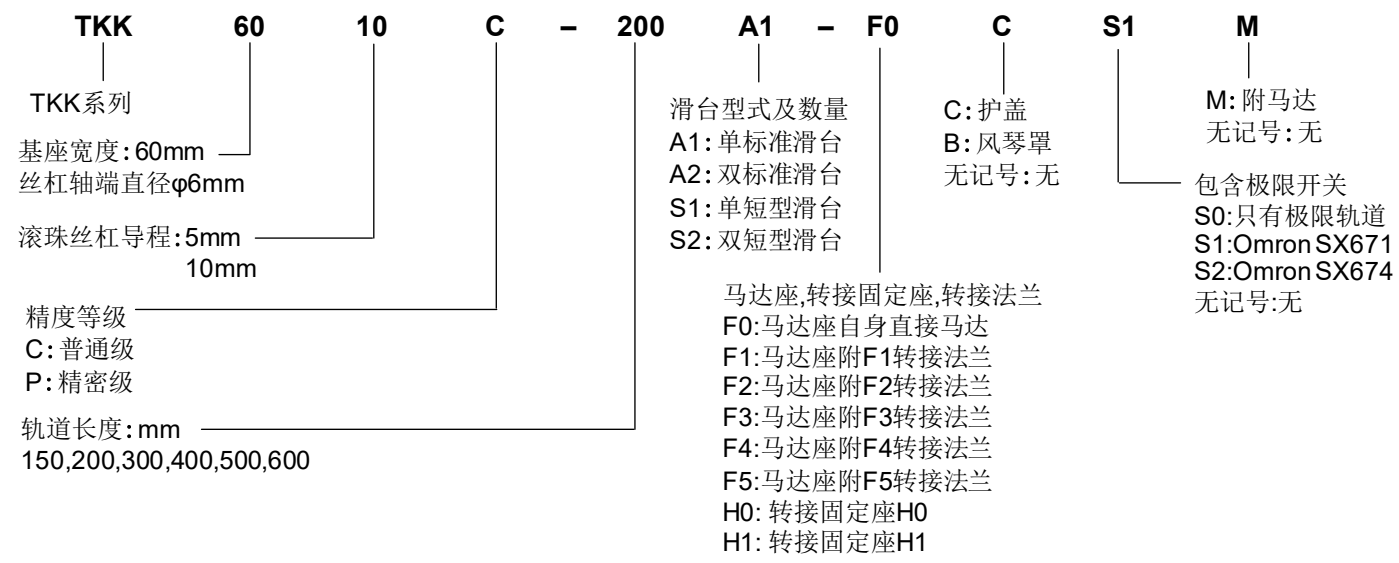 TKK 60 10 C – 200 A1 – F0 C S1 M
TKK系列
基座宽度:60mm
丝杠轴端直径φ6mm
滚珠丝杠导程:5mm
10mm
精度等级
C:普通级
P:精密级
轨道长度:mm
150,200,300,400,500,600
滑台型式及数量
A1:单标准滑台
A2:双标准滑台
S1:单短型滑台
S2:双短型滑台
马达座,转接固定座,转接法兰
F0:马达座自身直接马达
F1:马达座附F1转接法兰
F2:马达座附F2转接法兰
F3:马达座附F3转接法兰
F4:马达座附F4转接法兰
F5:马达座附F5转接法兰
H0: 转接固定座H0
H1: 转接固定座H1
C:护盖
B:风琴罩
无记号:无
包含极限开关
S0:只有极限轨道
S1:Omron SX671
S2:Omron SX674
无记号:无
M:附马达
无记号:无